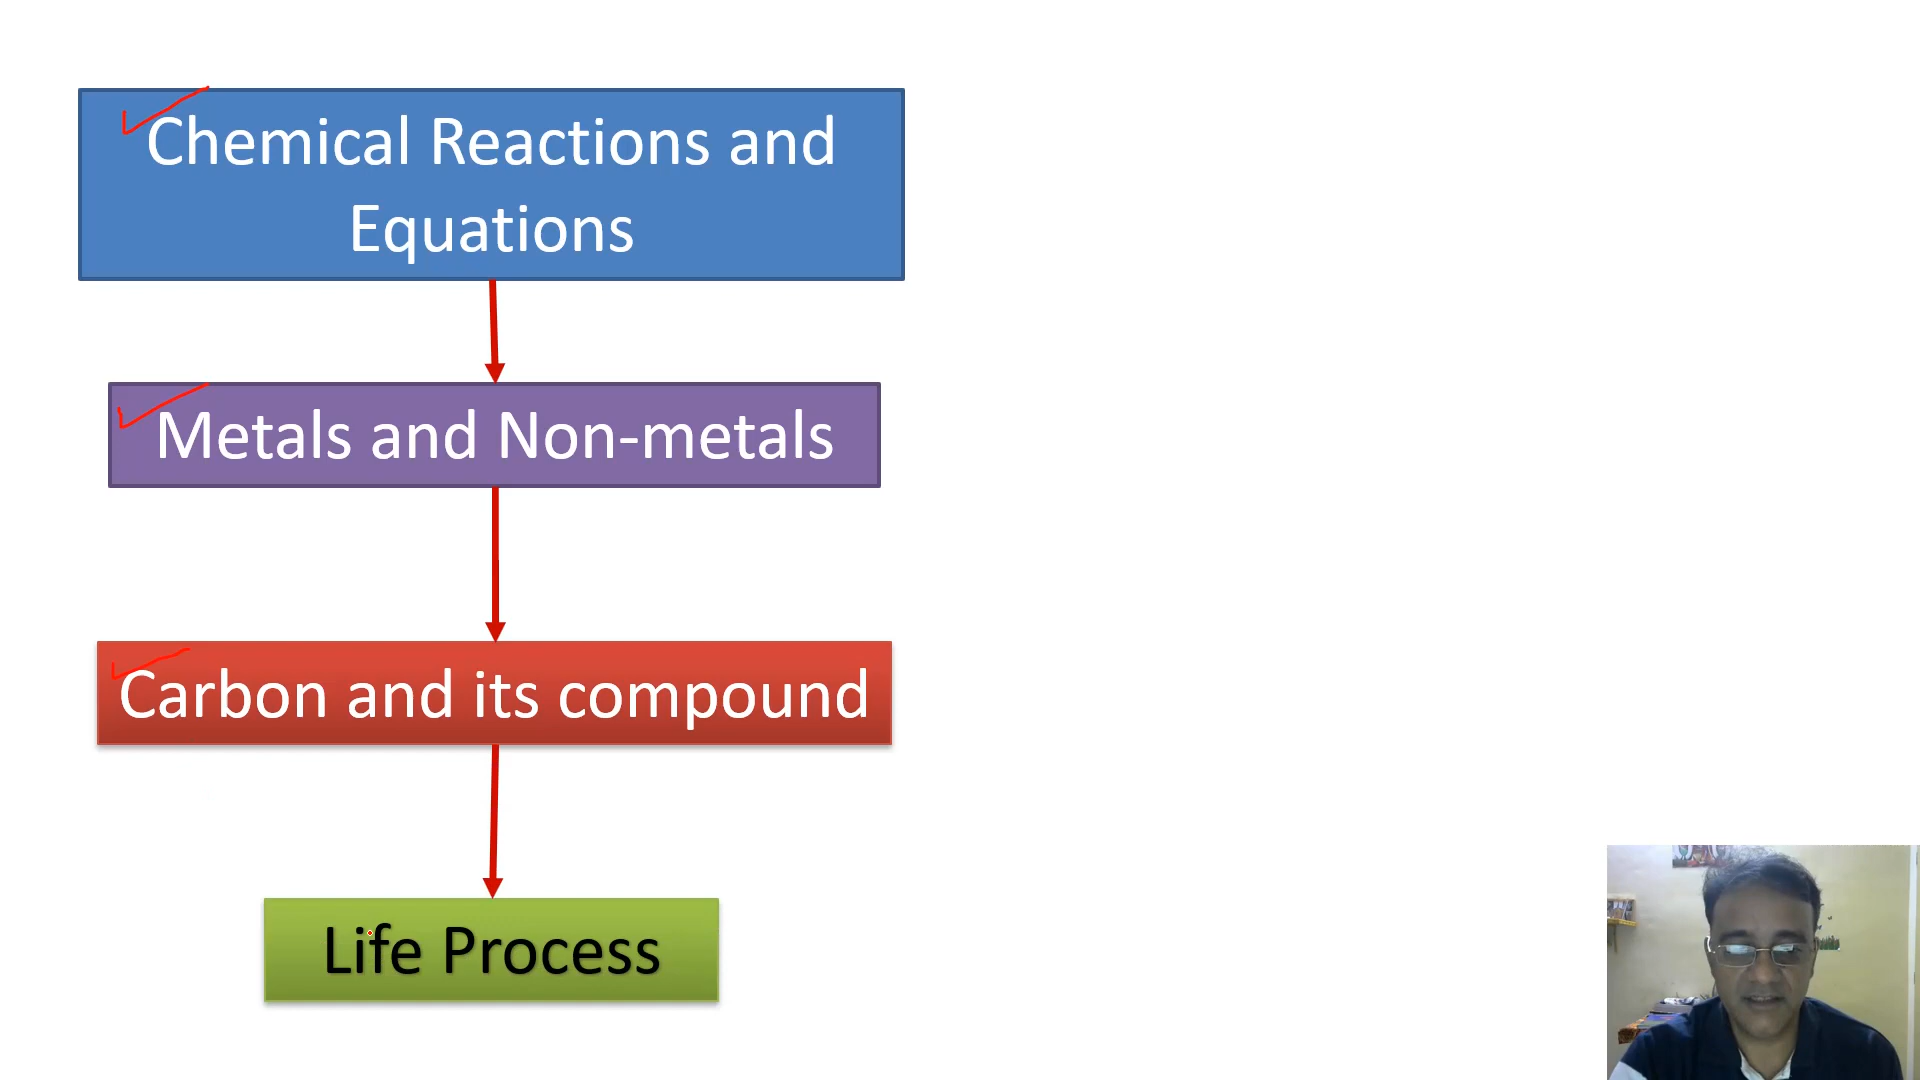 Chemical Reactions and
Equations
Metals and Non-metals
Carbon and its compound
Life Process